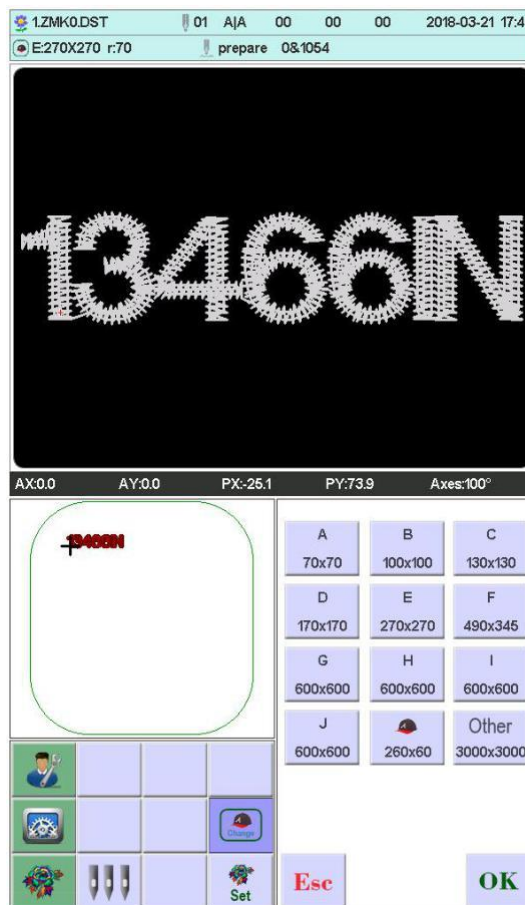 1.ZMK0.DST 01 A|A 00 00 00 2018-03-21 17:4
E:270X270 r:70 prepare 0&1054
13466N
AX:0.0 AY:0.0 PX:-25.1 PY:73.9 Axes:100°
13466N
A B C
70x70 100x100 130x130
D E F
170x170 270x270 490x345
G H I
600x600 600x600 600x600
J Other
600x600 260x60 3000x3000
Change
Set
Esc OK